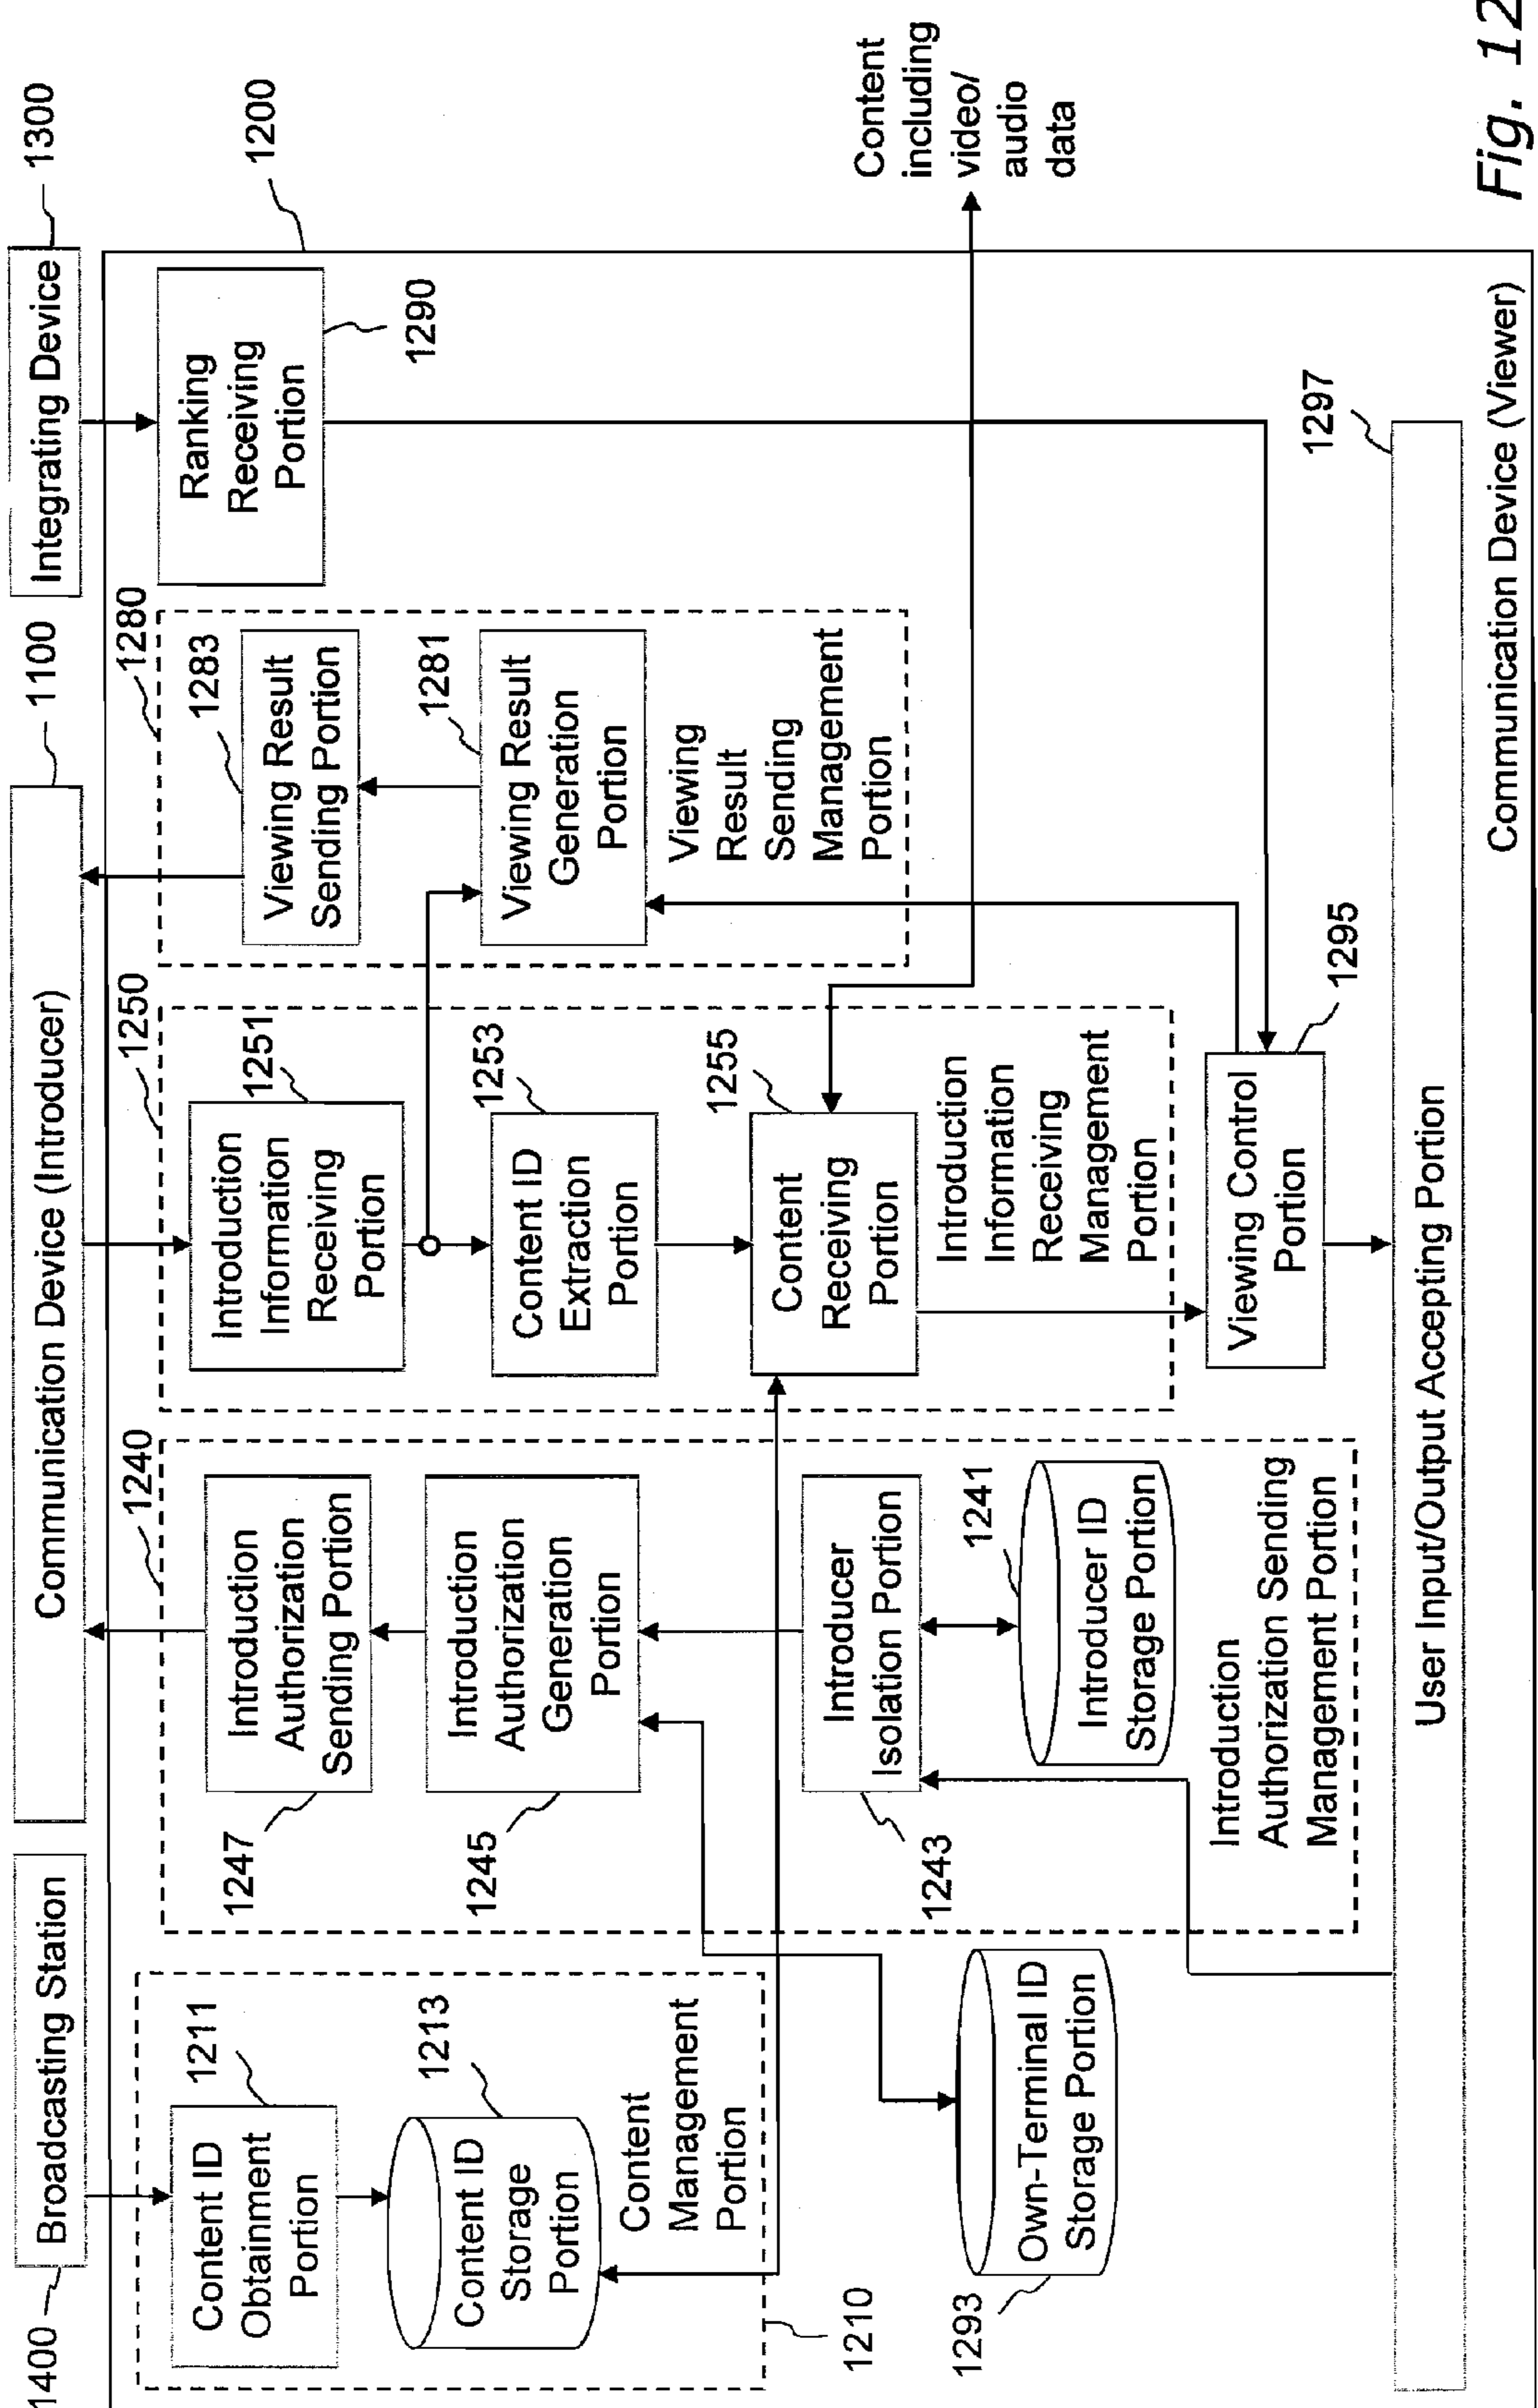 1400
Broadcasting Station
Communication Device (Introducer)
1100
Integrating Device
1300
1200
Content ID
Obtainment
Portion
1211
Content ID
Storage
Portion
1213
Content
Management
Portion
1210
Own-Terminal ID
Storage Portion
1293
1240
Introduction
Authorization
Sending Portion
1247
Introduction
Authorization
Generation
Portion
1245
Introducer
Isolation Portion
1243
1241
Introducer ID
Storage Portion
Introduction
Authorization Sending
Management Portion
1250
Introduction
Information
Receiving
Portion
1251
Content ID
Extraction
Portion
1253
Content
Receiving
Portion
1255
Introduction
Information
Receiving
Management
Portion
1280
Viewing Result
Sending Portion
1283
Viewing Result
Generation
Portion
1281
Viewing
Result
Sending
Management
Portion
Ranking
Receiving
Portion
1290
Content
including
video/
audio
data
Viewing Control
Portion
1295
User Input/Output Accepting Portion
1297
Communication Device (Viewer)
Fig. 12